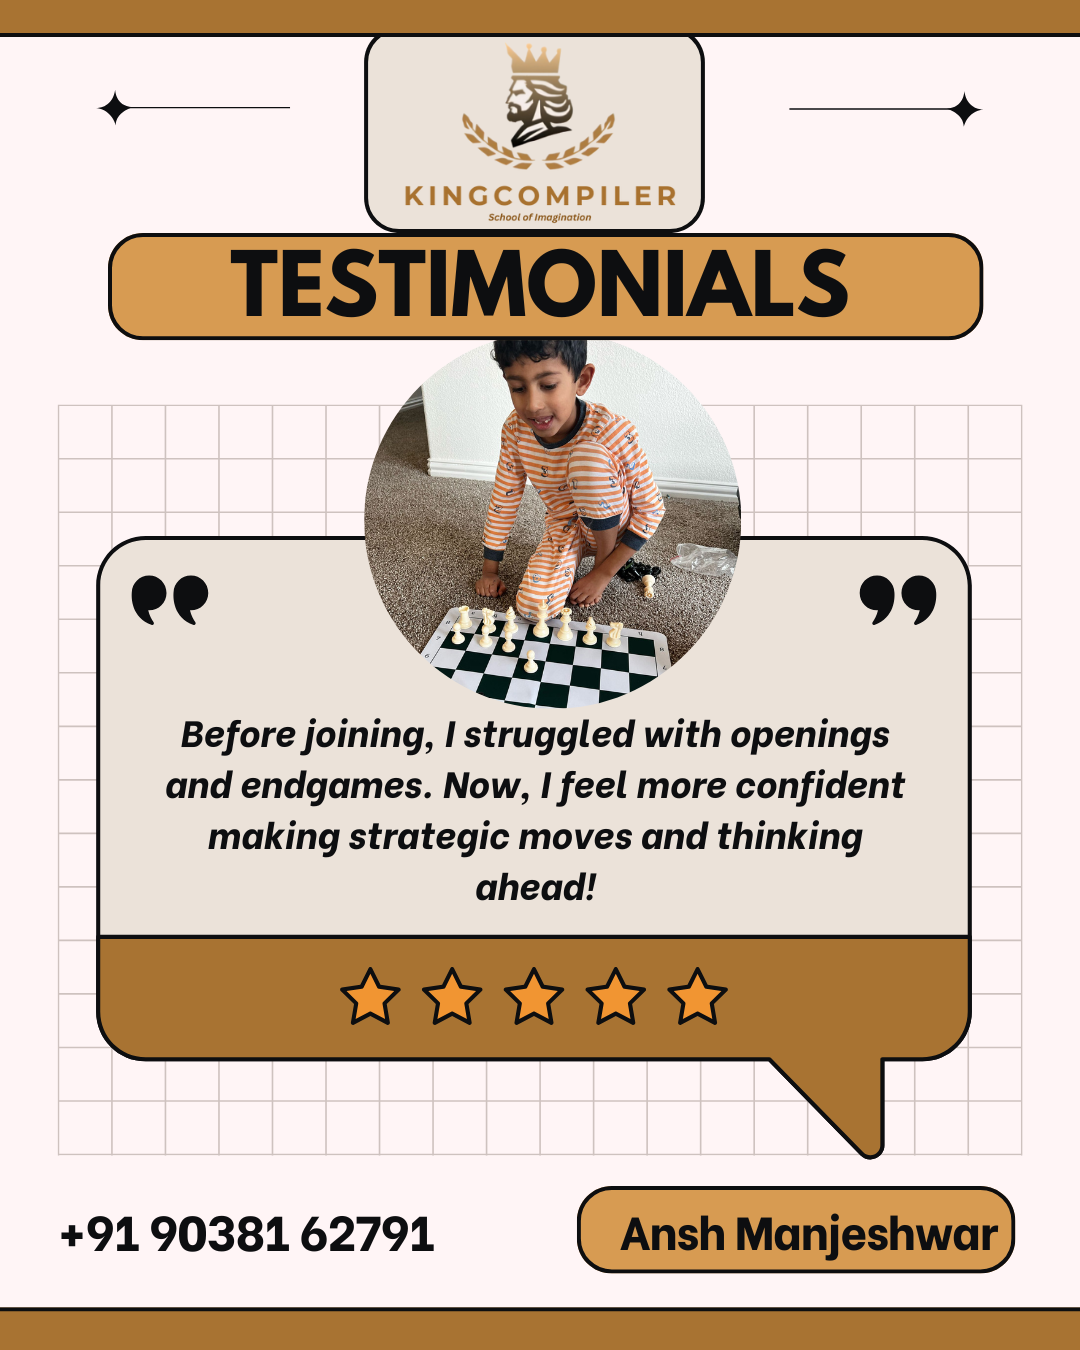 KINGCOMPILER
School of Imagination
TESTIMONIALS
Before joining, I struggled with openings
and endgames. Now, I feel more confident
making strategic moves and thinking
ahead!
+91 90381 62791
Ansh Manjeshwar